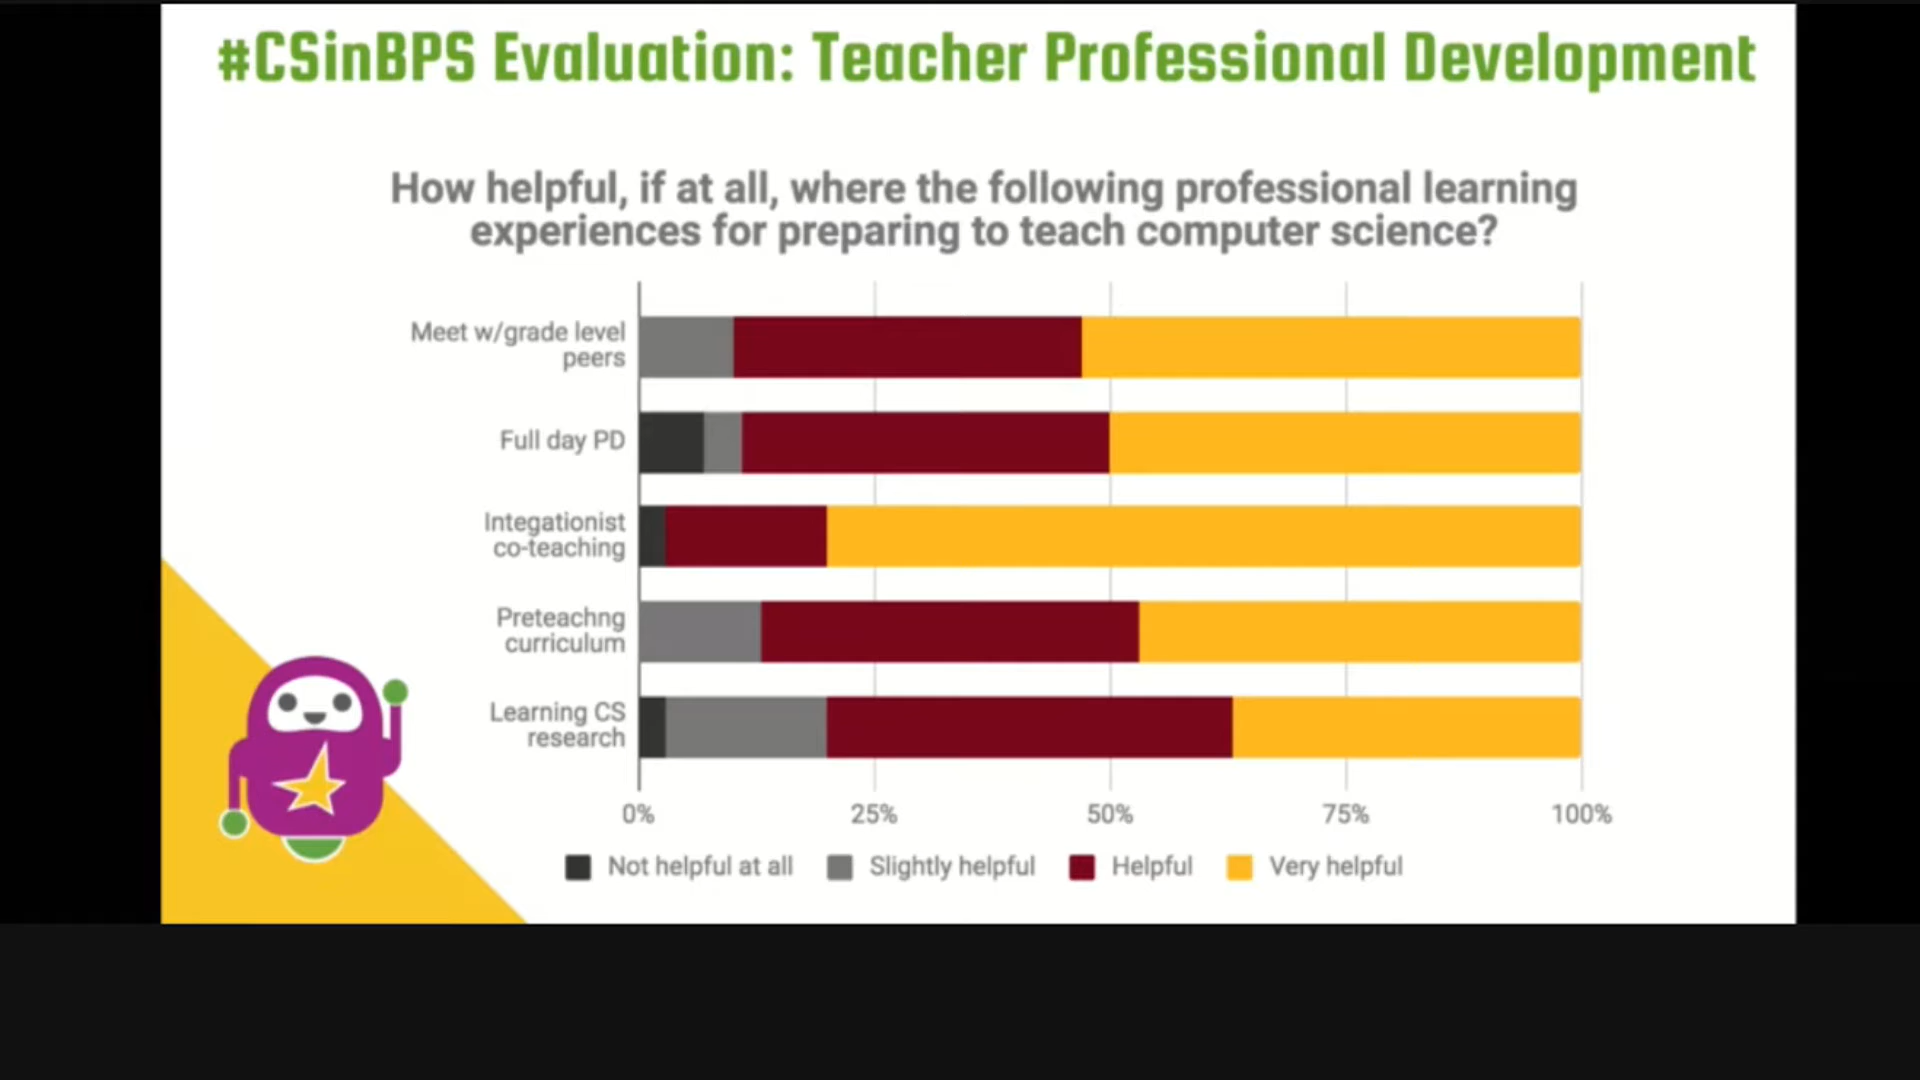 #CSinBPS Evaluation: Teacher Professional Development
How helpful, if at all, where the following professional learning
experiences for preparing to teach computer science?
Meet w/grade level
peers
Full day PD
Integationist
co-teaching
Preteachng
curriculum
Learning CS
research
0% 25% 50% 75% 100%
Not helpful at all Slightly helpful Helpful Very helpful